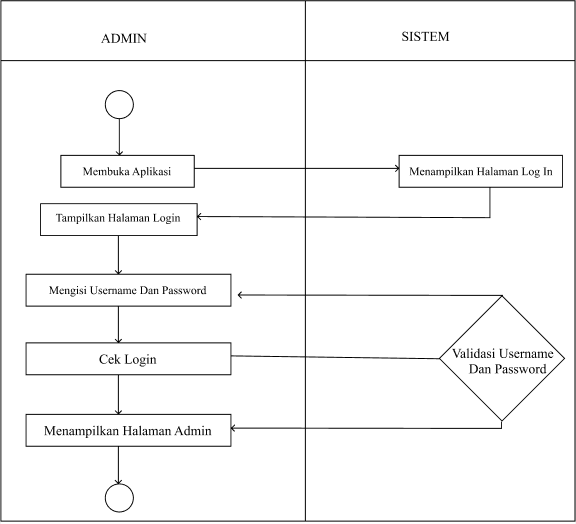 ADMIN
SISTEM
Membuka Aplikasi
Menampilkan Halaman Log In
Tampilkan Halaman Login
Mengisi Username Dan Password
Validasi Username
Dan Password
Cek Login
Menampilkan Halaman Admin